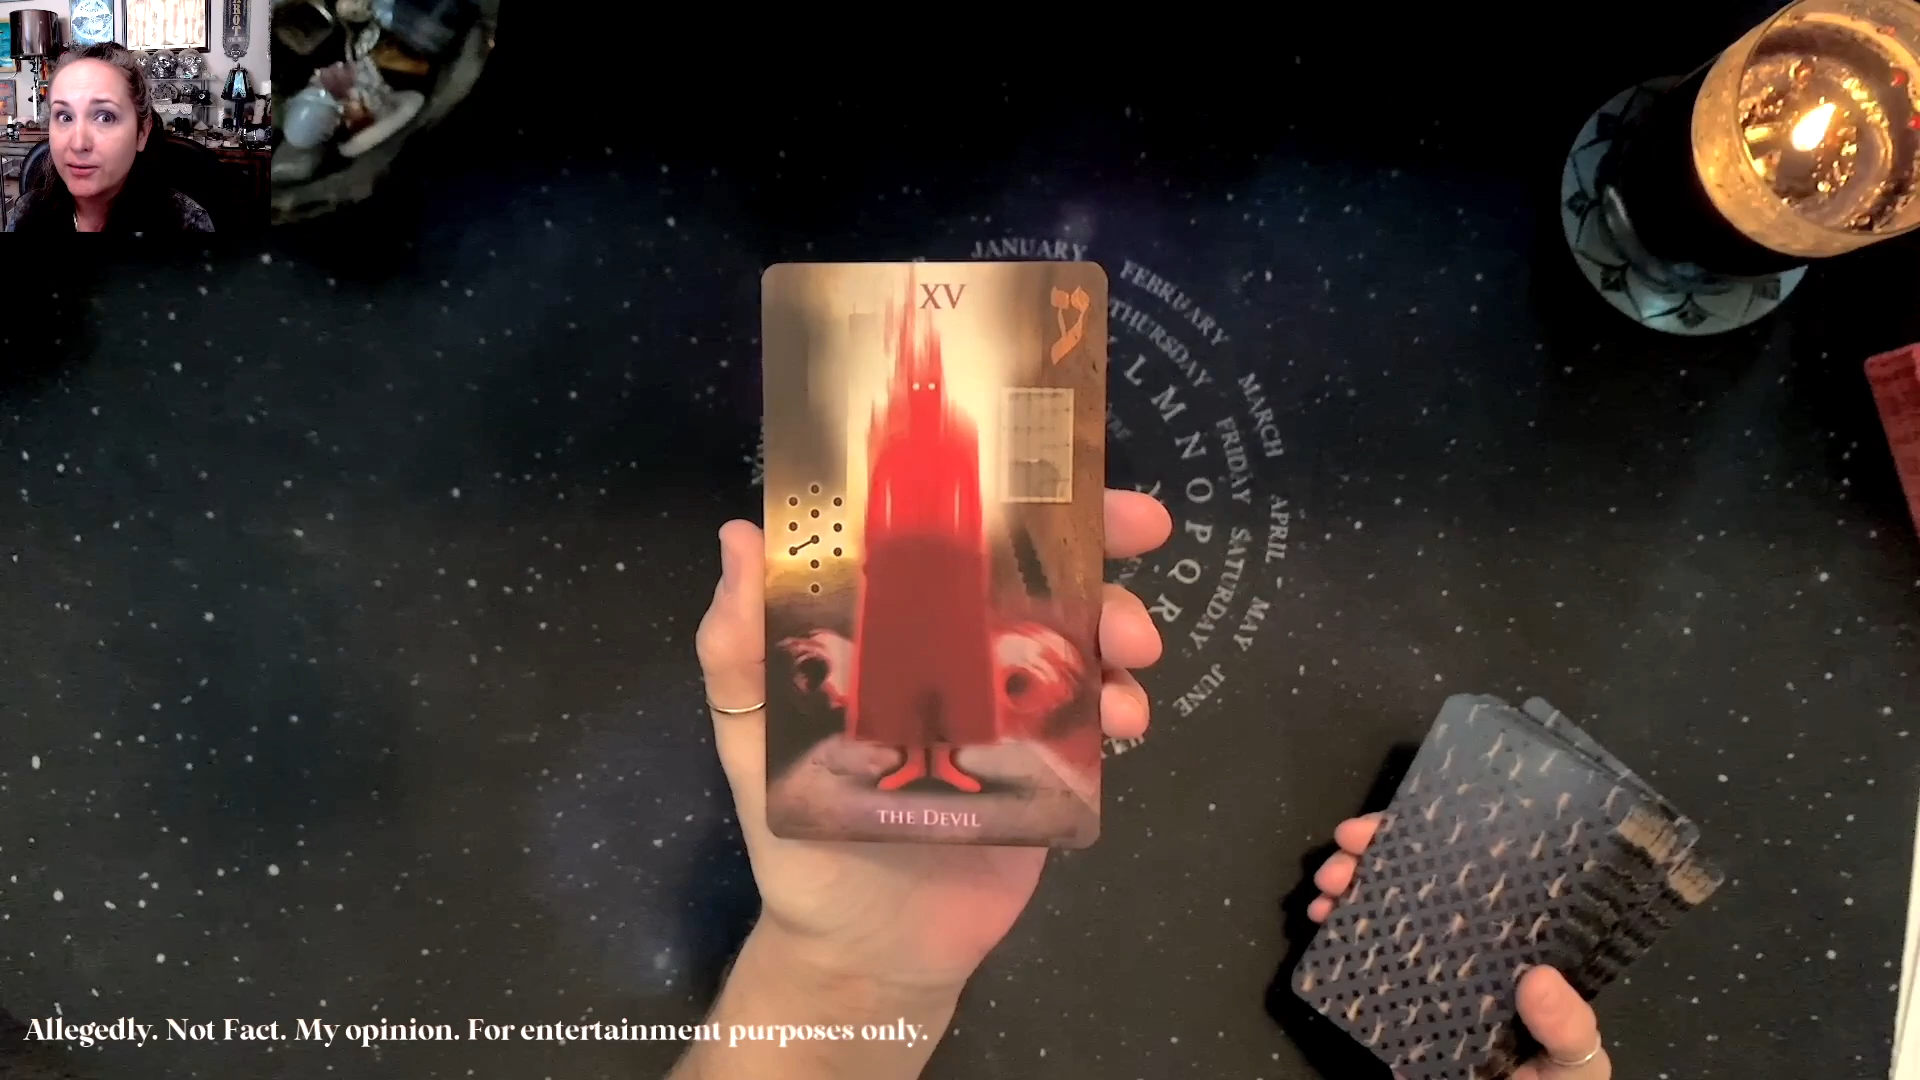 JANUARY
FEBRUARY
MARCH
APRIL
MAY
JUNE
THURSDAY
FRIDAY
SATURDAY
L M N O P Q R
XV
ע
THE DEVIL
Allegedly. Not Fact. My opinion. For entertainment purposes only.